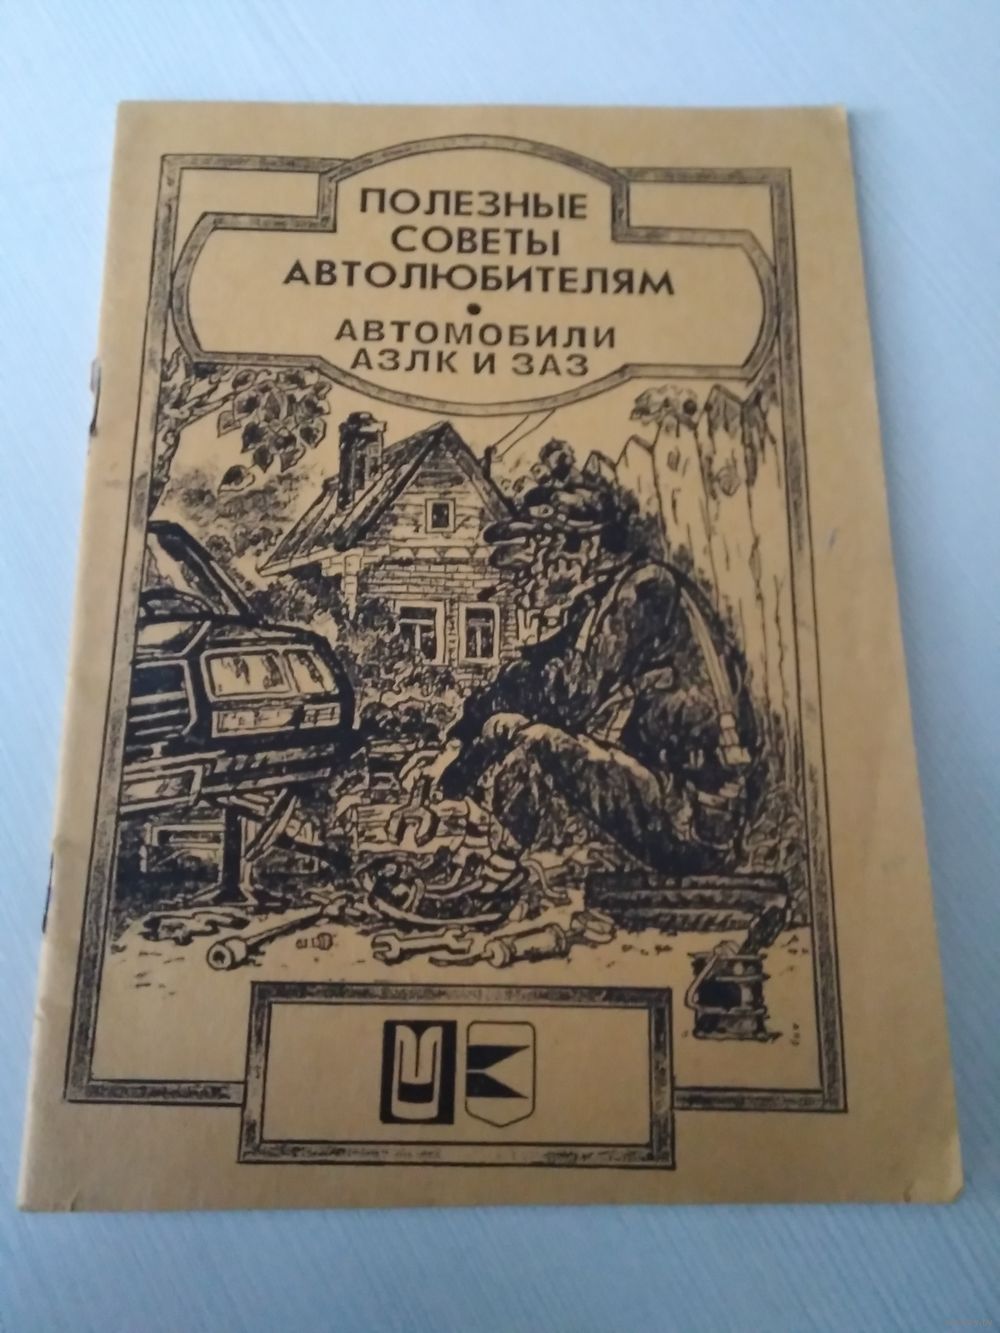 ПОЛЕЗНЫЕ
СОВЕТЫ
АВТОЛЮБИТЕЛЯМ
•
АВТОМОБИЛИ
АЗЛК И ЗАЗ